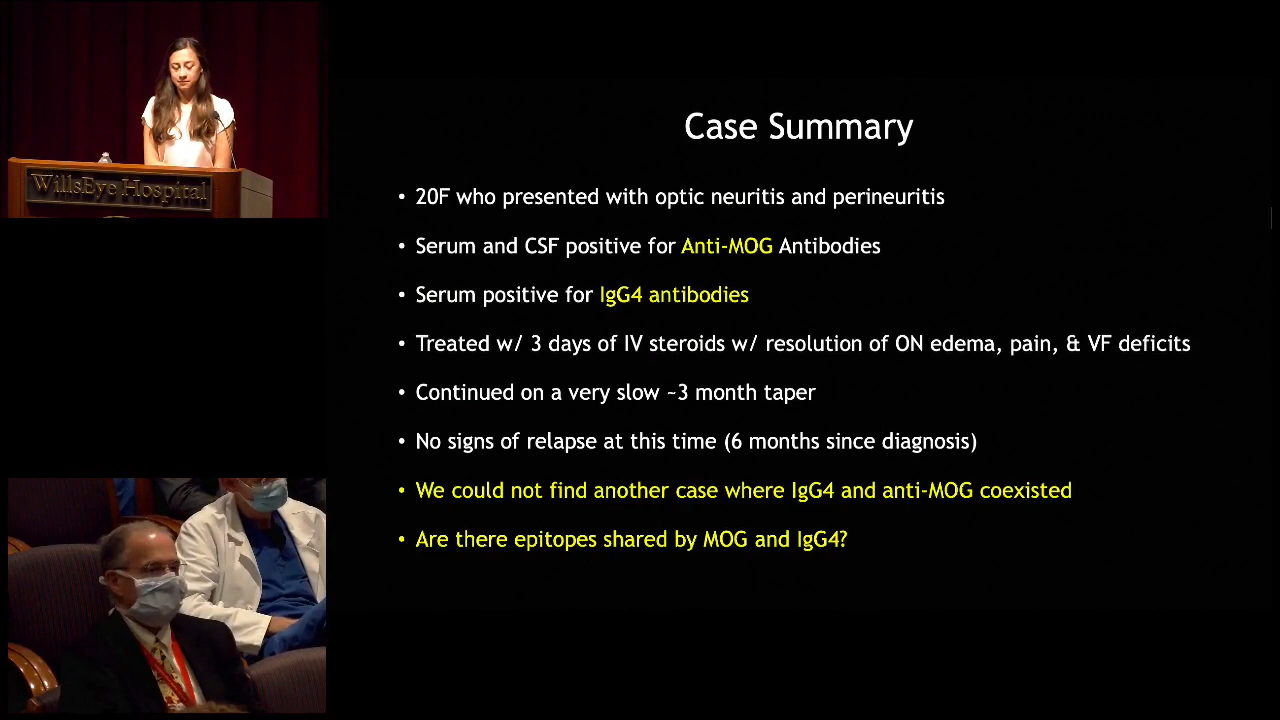 WillsEye Hospital
Case Summary
• 20F who presented with optic neuritis and perineuritis
• Serum and CSF positive for Anti-MOG Antibodies
• Serum positive for IgG4 antibodies
• Treated w/ 3 days of IV steroids w/ resolution of ON edema, pain, & VF deficits
• Continued on a very slow ~3 month taper
• No signs of relapse at this time (6 months since diagnosis)
• We could not find another case where IgG4 and anti-MOG coexisted
• Are there epitopes shared by MOG and IgG4?